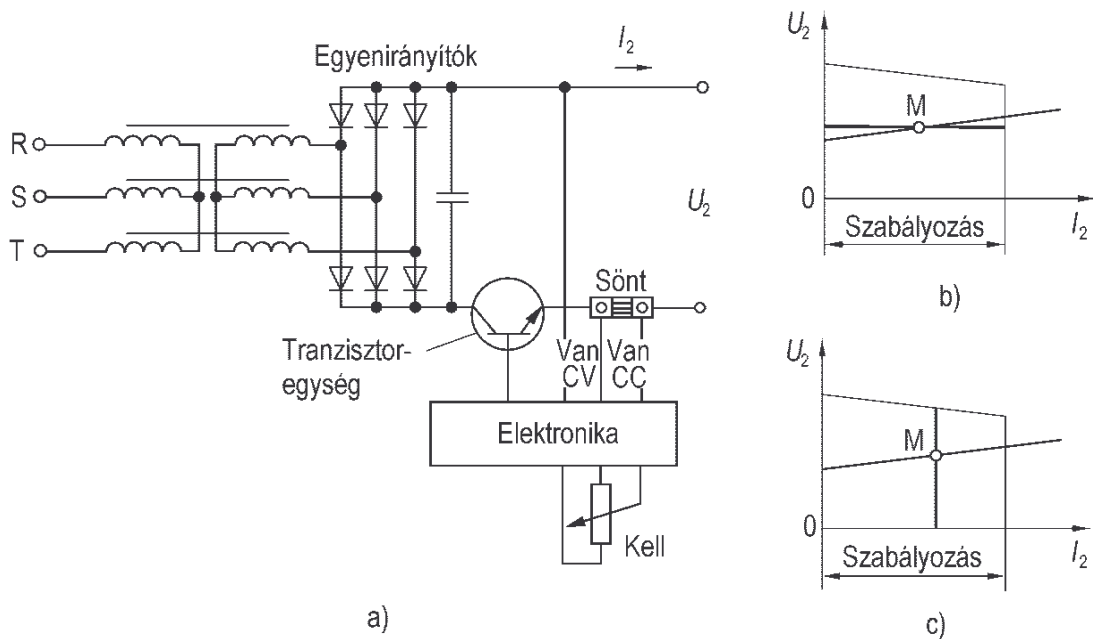 Egyenirányítók
I₂
R
S
T
U₂
Sönt
Tranzisztor-
egység
Van
CV
Van
CC
Elektronika
Kell
a)
U₂
M
0
Szabályozás
I₂
b)
U₂
M
0
Szabályozás
I₂
c)